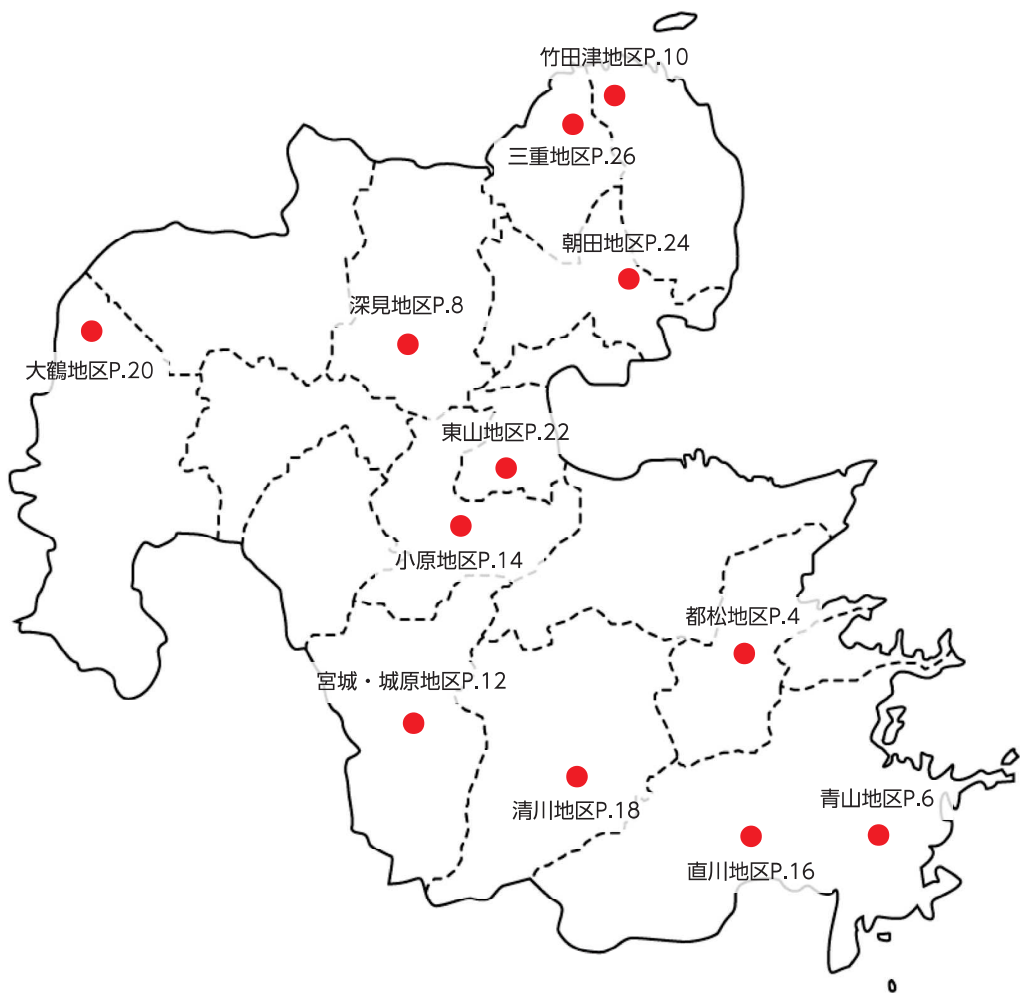 竹田津地区P.10
三重地区P.26
朝田地区P.24
深見地区P.8
大鶴地区P.20
東山地区P.22
小原地区P.14
都松地区P.4
宮城・城原地区P.12
清川地区P.18
青山地区P.6
直川地区P.16